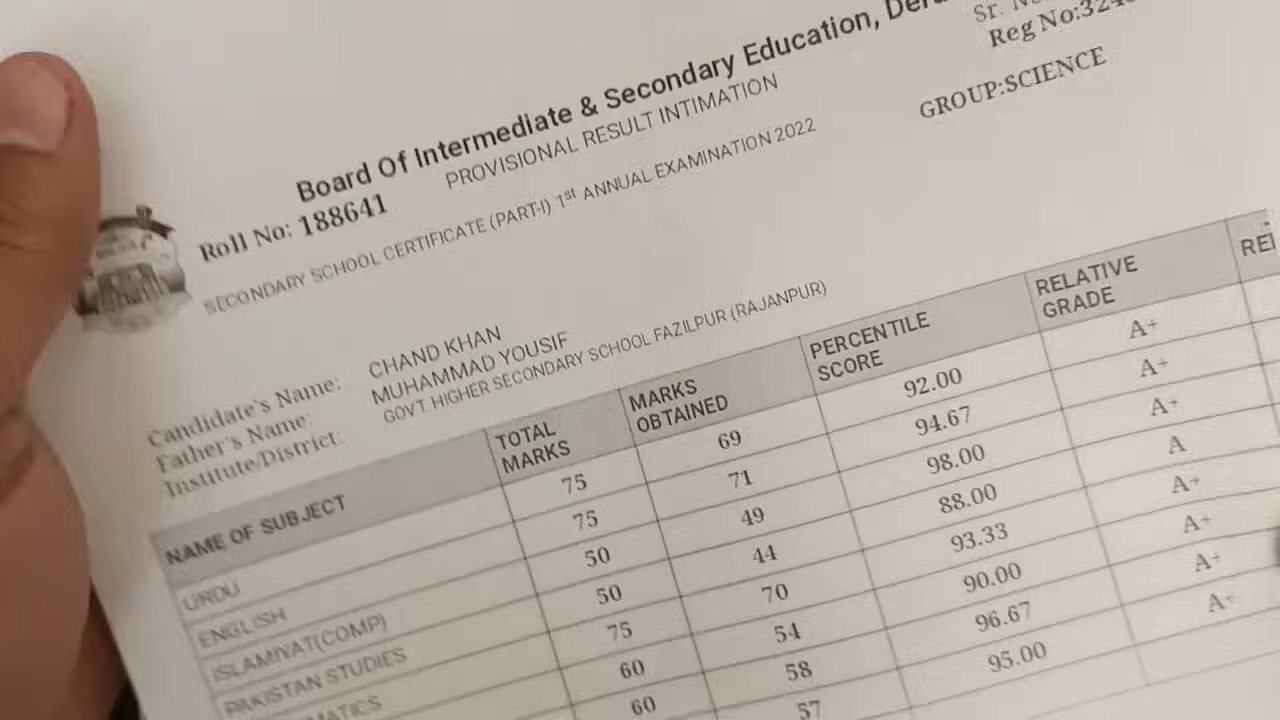 Board Of Intermediate & Secondary Education,
Sr.
Reg No:
PROVISIONAL RESULT INTIMATION
Roll No: 188641
GROUP:SCIENCE
SECONDARY SCHOOL CERTIFICATE (PART-I) 1st ANNUAL EXAMINATION 2022
Candidate's Name: CHAND KHAN
Father's Name: MUHAMMAD YOUSIF
Institute/District: GOVT HIGHER SECONDARY SCHOOL FAZILPUR (RAJANPUR)
NAME OF SUBJECT TOTAL MARKS MARKS OBTAINED PERCENTILE SCORE RELATIVE GRADE
URDU 75 69 92.00 A+
ENGLISH 75 71 94.67 A+
ISLAMIYAT(COMP) 50 49 98.00 A+
PAKISTAN STUDIES 50 44 88.00 A
75 70 93.33 A+
60 54 90.00 A+
60 58 96.67 A+
57 95.00 A+